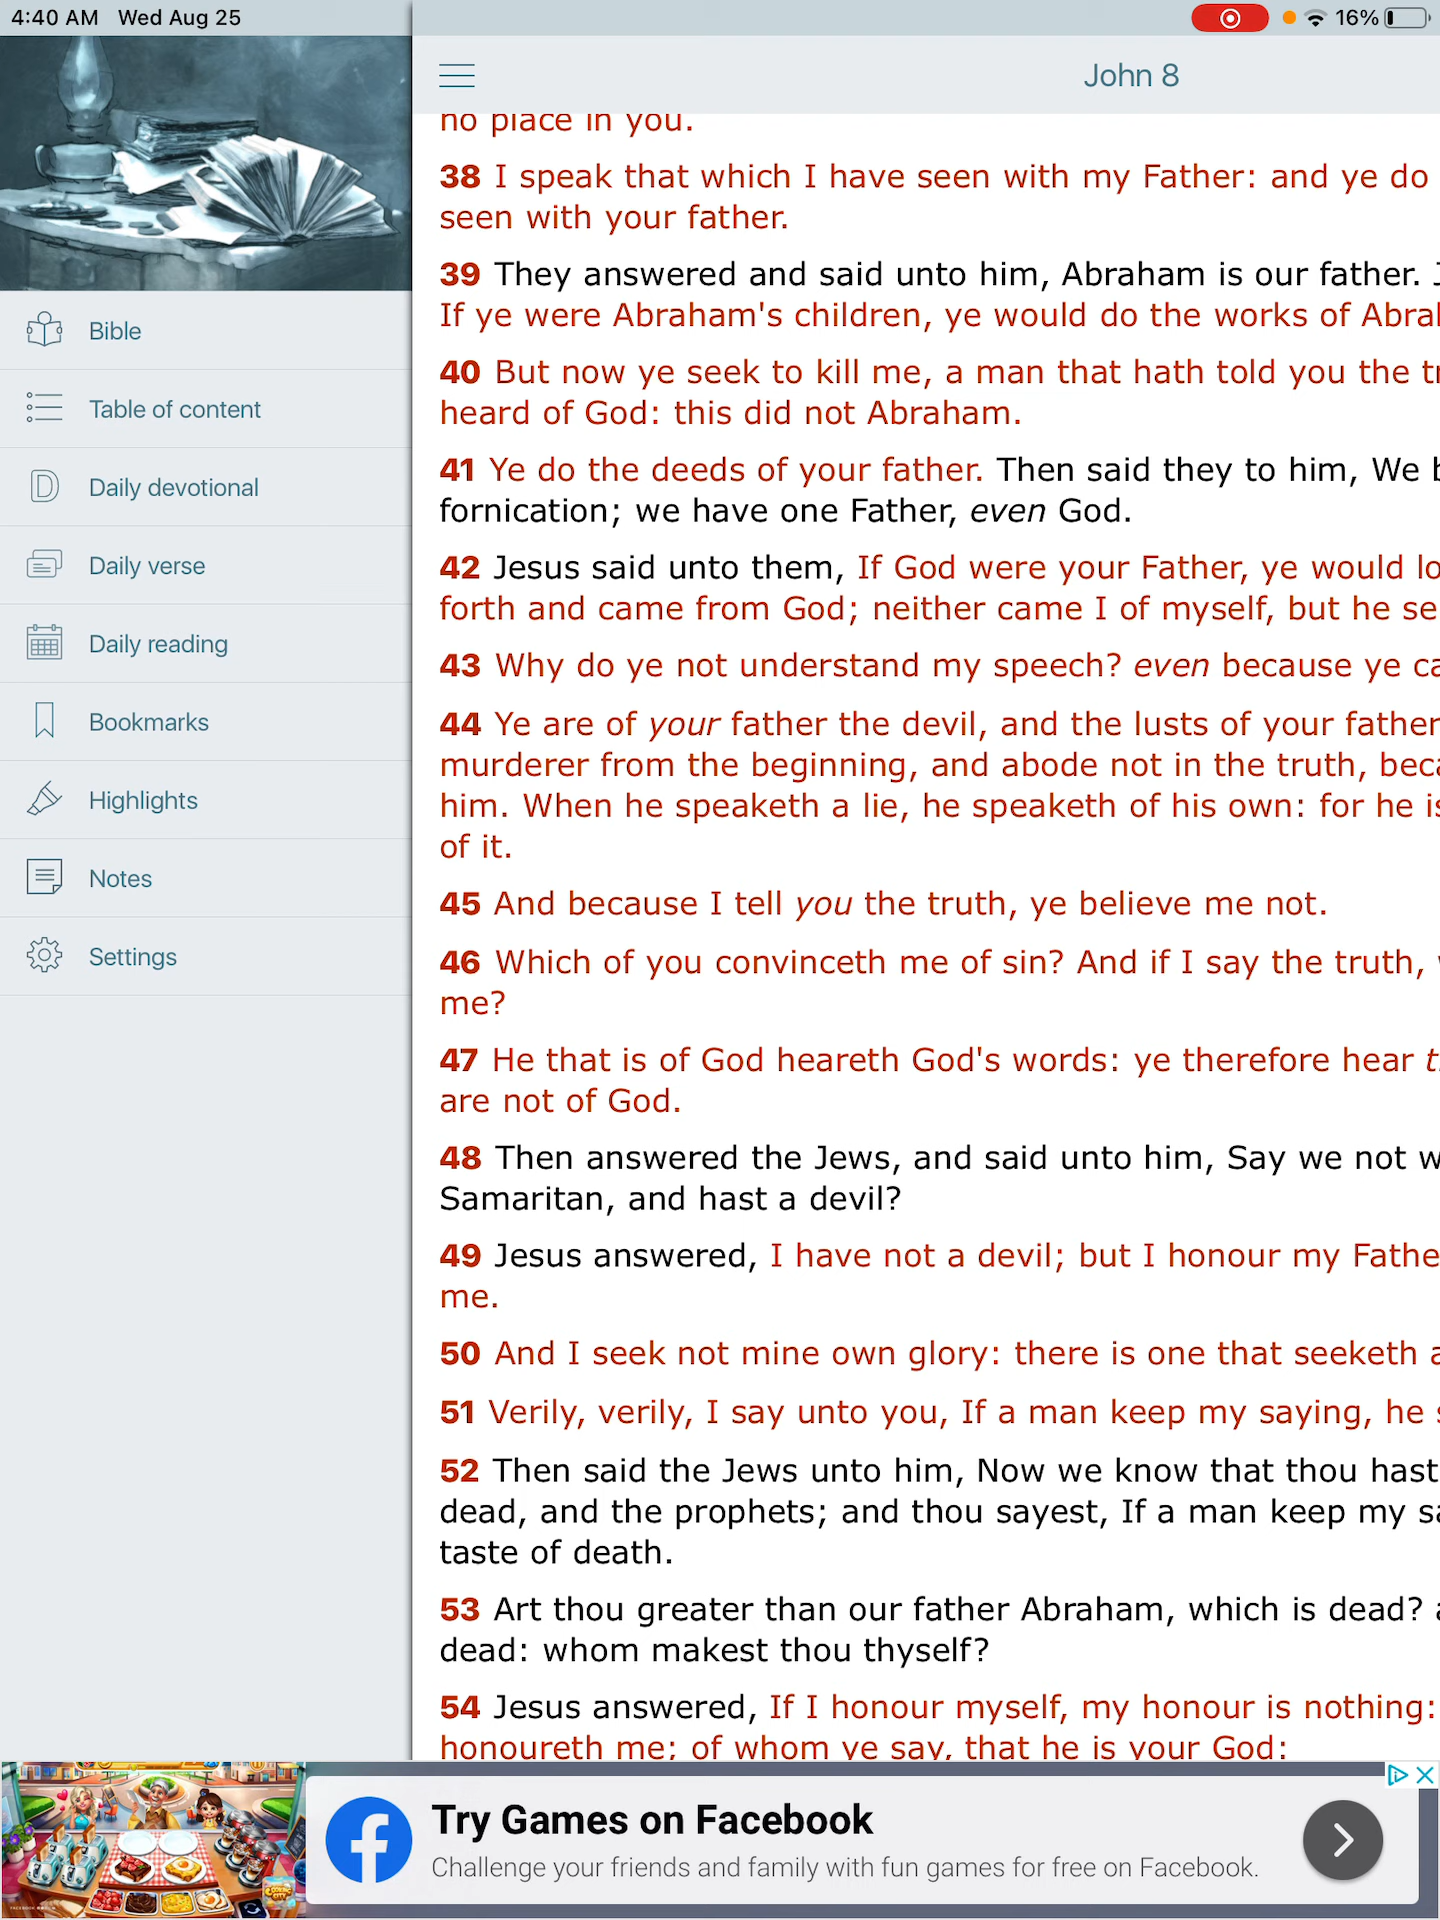 4:40 AM Wed Aug 25
16%
Bible
Table of content
Daily devotional
Daily verse
Daily reading
Bookmarks
Highlights
Notes
Settings
John 8
no place in you.
38 I speak that which I have seen with my Father: and ye do
seen with your father.
39 They answered and said unto him, Abraham is our father.
If ye were Abraham's children, ye would do the works of
40 But now ye seek to kill me, a man that hath told you the
heard of God: this did not Abraham.
41 Ye do the deeds of your father. Then said they to him, We
fornication; we have one Father, even God.
42 Jesus said unto them, If God were your Father, ye would
forth and came from God; neither came I of myself, but he
43 Why do ye not understand my speech? even because ye
44 Ye are of your father the devil, and the lusts of your father
murderer from the beginning, and abode not in the truth,
him. When he speaketh a lie, he speaketh of his own: for he is
of it.
45 And because I tell you the truth, ye believe me not.
46 Which of you convinceth me of sin? And if I say the truth,
me?
47 He that is of God heareth God's words: ye therefore hear
are not of God.
48 Then answered the Jews, and said unto him, Say we not
Samaritan, and hast a devil?
49 Jesus answered, I have not a devil; but I honour my
me.
50 And I seek not mine own glory: there is one that seeketh
51 Verily, verily, I say unto you, If a man keep my saying, he
52 Then said the Jews unto him, Now we know that thou hast
dead, and the prophets; and thou sayest, If a man keep my
taste of death.
53 Art thou greater than our father Abraham, which is dead?
dead: whom makest thou thyself?
54 Jesus answered, If I honour myself, my honour is nothing:
honoureth me; of whom ye say, that he is your God:
Try Games on Facebook
Challenge your friends and family with fun games for free on Facebook.